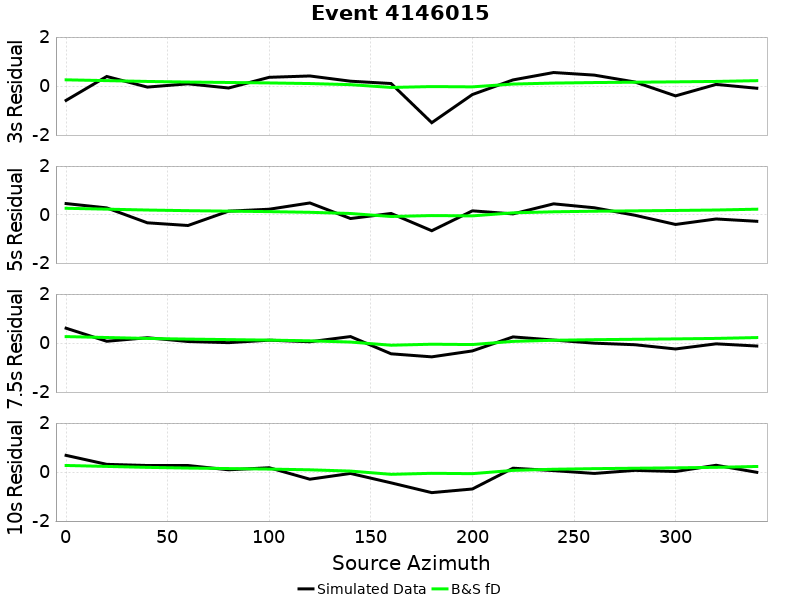 Event 4146015
3s Residual
2
0
-2
5s Residual
2
0
-2
7.5s Residual
2
0
-2
10s Residual
2
0
-2
0 50 100 150 200 250 300
Source Azimuth
Simulated Data B&S fD